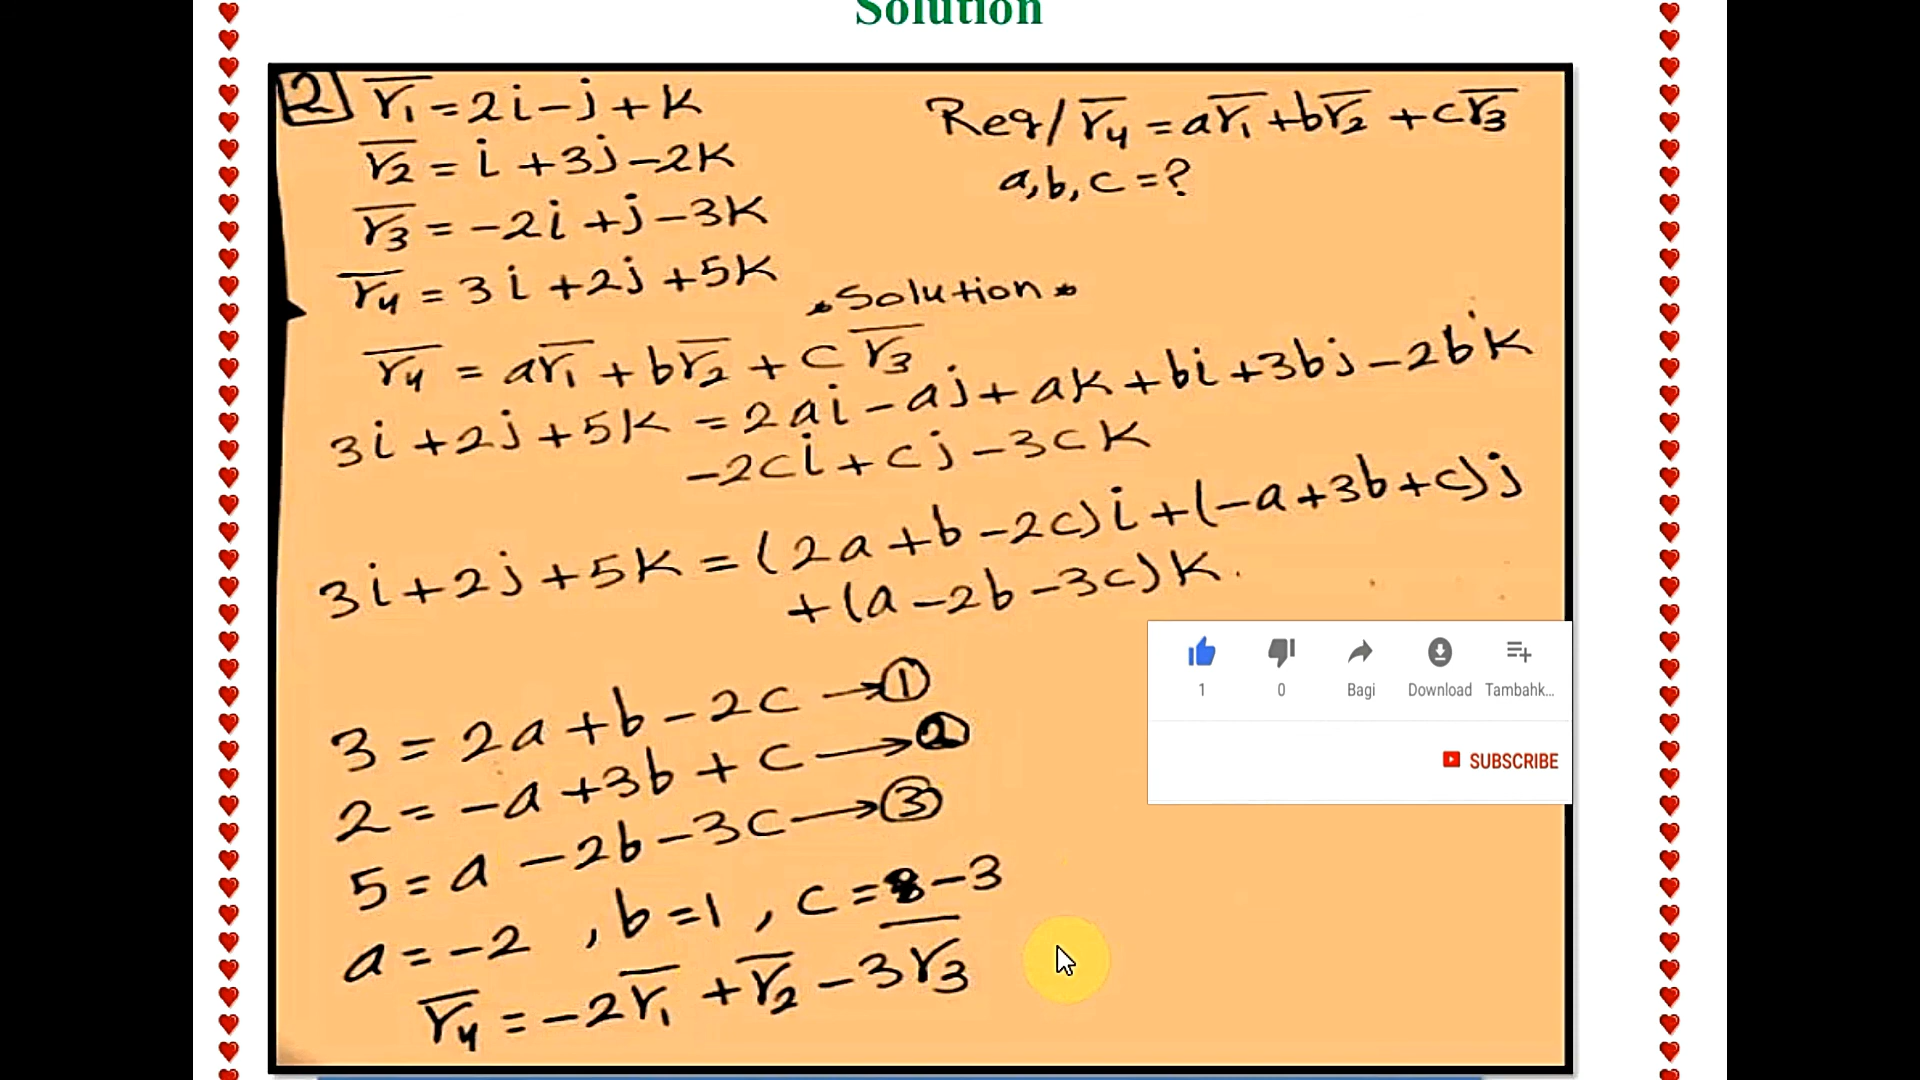 Solution
2 r̅₁ = 2i - j + k
r̅₂ = i + 3j - 2k
r̅₃ = -2i + j - 3k
r̅₄ = 3i + 2j + 5k
Req/ r̅₄ = ar̅₁ + br̅₂ + cr̅₃
a, b, c = ?
Solution
r̅₄ = ar̅₁ + br̅₂ + c r̅₃
3i + 2j + 5k = 2ai - aj + ak + bi + 3bj - 2bk
-2ci + cj - 3ck
3i + 2j + 5k = (2a + b - 2c)i + (-a + 3b + c)j
+ (a - 2b - 3c)k.
3 = 2a + b - 2c → ①
2 = -a + 3b + c → ②
5 = a - 2b - 3c → ③
a = -2 , b = 1 , c = -3
r̅₄ = -2r̅₁ + r̅₂ - 3r̅₃
1 0 Bagi Download Tambahk...
SUBSCRIBE